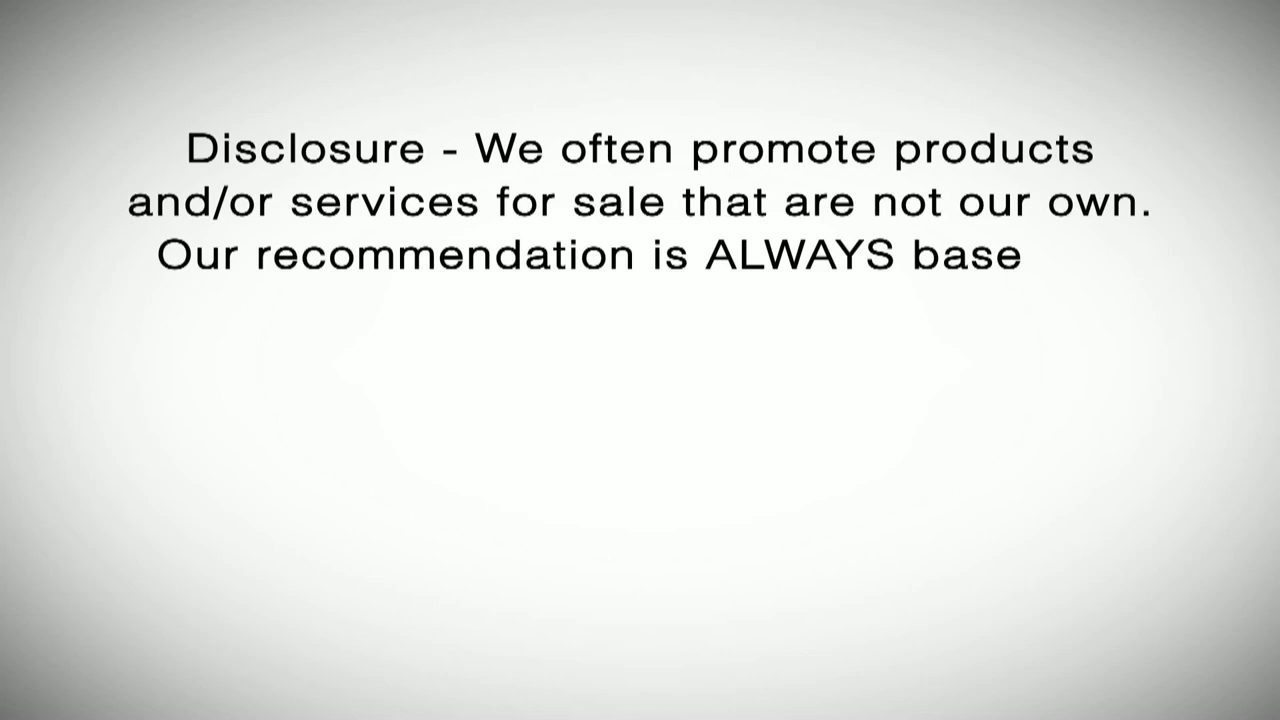 Disclosure - We often promote products
and/or services for sale that are not our own.
Our recommendation is ALWAYS base